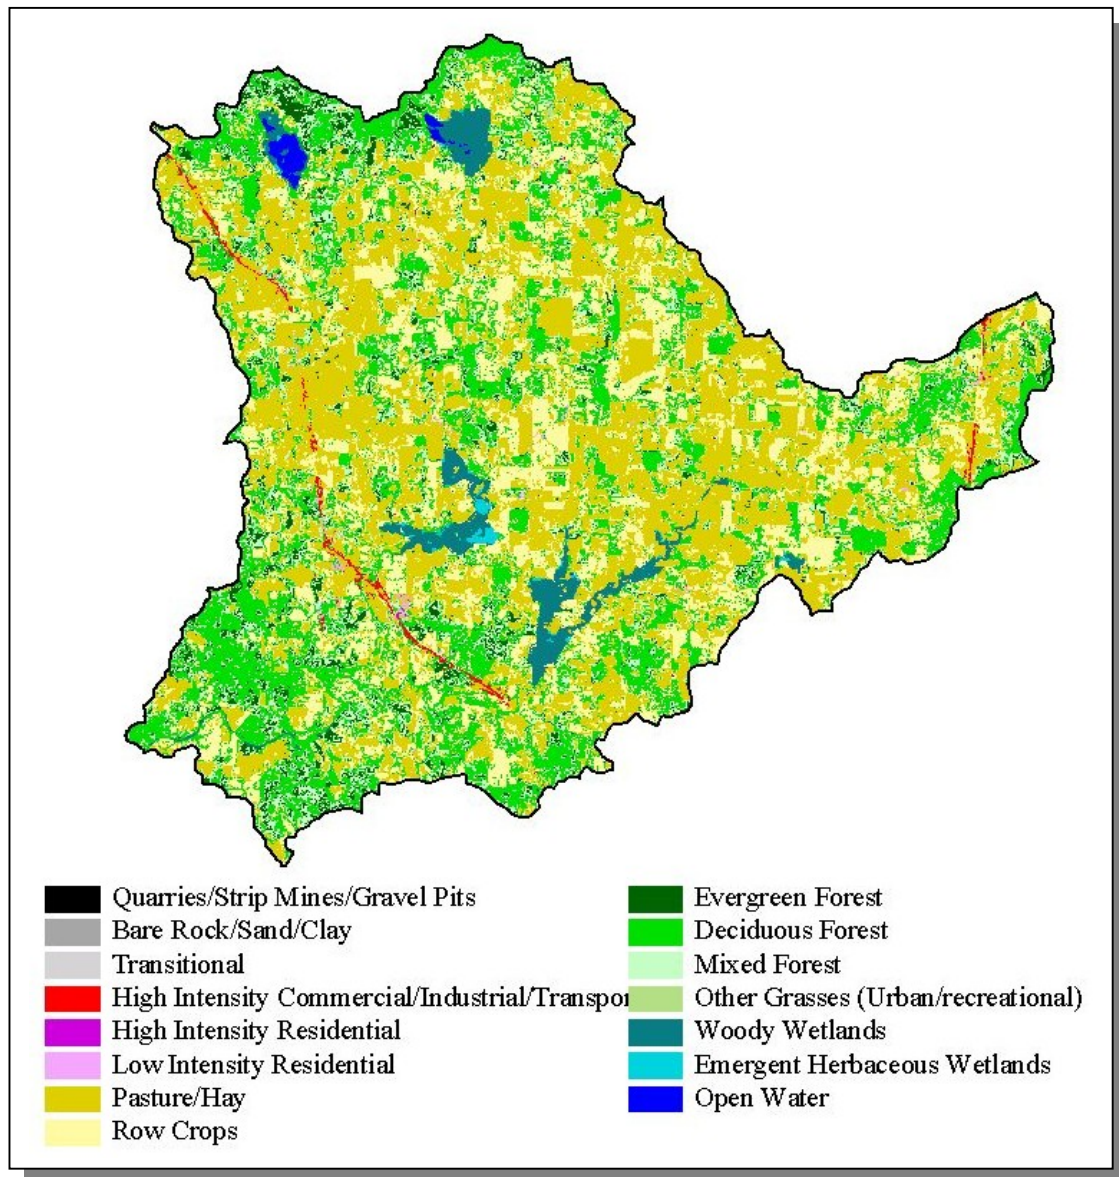 Quarries/Strip Mines/Gravel Pits
Bare Rock/Sand/Clay
Transitional
High Intensity Commercial/Industrial/Transpor
High Intensity Residential
Low Intensity Residential
Pasture/Hay
Row Crops
Evergreen Forest
Deciduous Forest
Mixed Forest
Other Grasses (Urban/recreational)
Woody Wetlands
Emergent Herbaceous Wetlands
Open Water